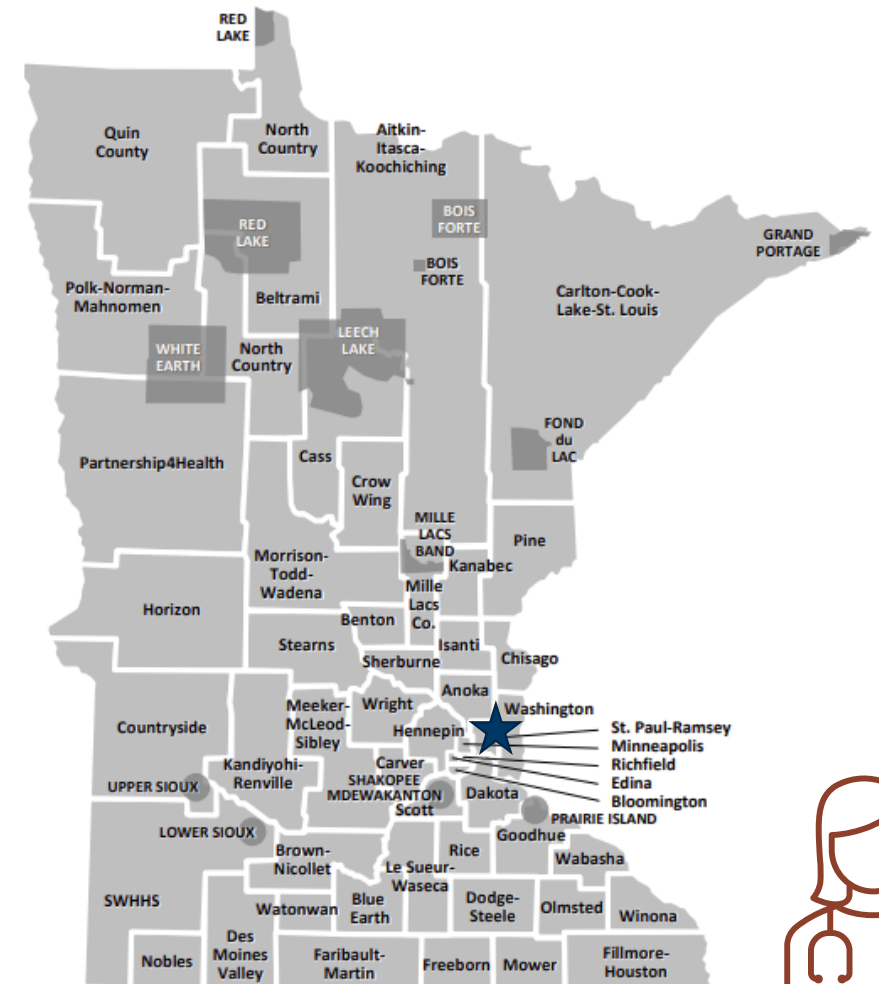 RED
LAKE
Quin
County
North
Country
Aitkin-
Itasca-
Koochiching
RED
LAKE
BOIS
FORTE
GRAND
PORTAGE
BOIS
FORTE
Polk-Norman-
Mahnomen
Beltrami
Carlton-Cook-
Lake-St. Louis
WHITE
EARTH
North
Country
LEECH
LAKE
FOND
du
LAC
Partnership4Health
Cass
Crow
Wing
MILLE
LACS
BAND
Pine
Morrison-
Todd-
Wadena
Kanabec
Mille
Lacs
Co.
Horizon
Benton
Stearns
Isanti
Sherburne
Chisago
Anoka
Wright
Meeker-
McLeod-
Sibley
Washington
Countryside
Hennepin
St. Paul-Ramsey
Minneapolis
Richfield
Edina
Bloomington
Kandiyohi-
Renville
Carver
SHAKOPEE
MDEWAKANTON
Scott
Dakota
UPPER SIOUX
PRAIRIE ISLAND
LOWER SIOUX
Goodhue
Brown-
Nicollet
Rice
Wabasha
Le Sueur-
Waseca
SWHHS
Watonwan
Blue
Earth
Dodge-
Steele
Olmsted
Winona
Nobles
Des
Moines
Valley
Faribault-
Martin
Freeborn
Mower
Fillmore-
Houston